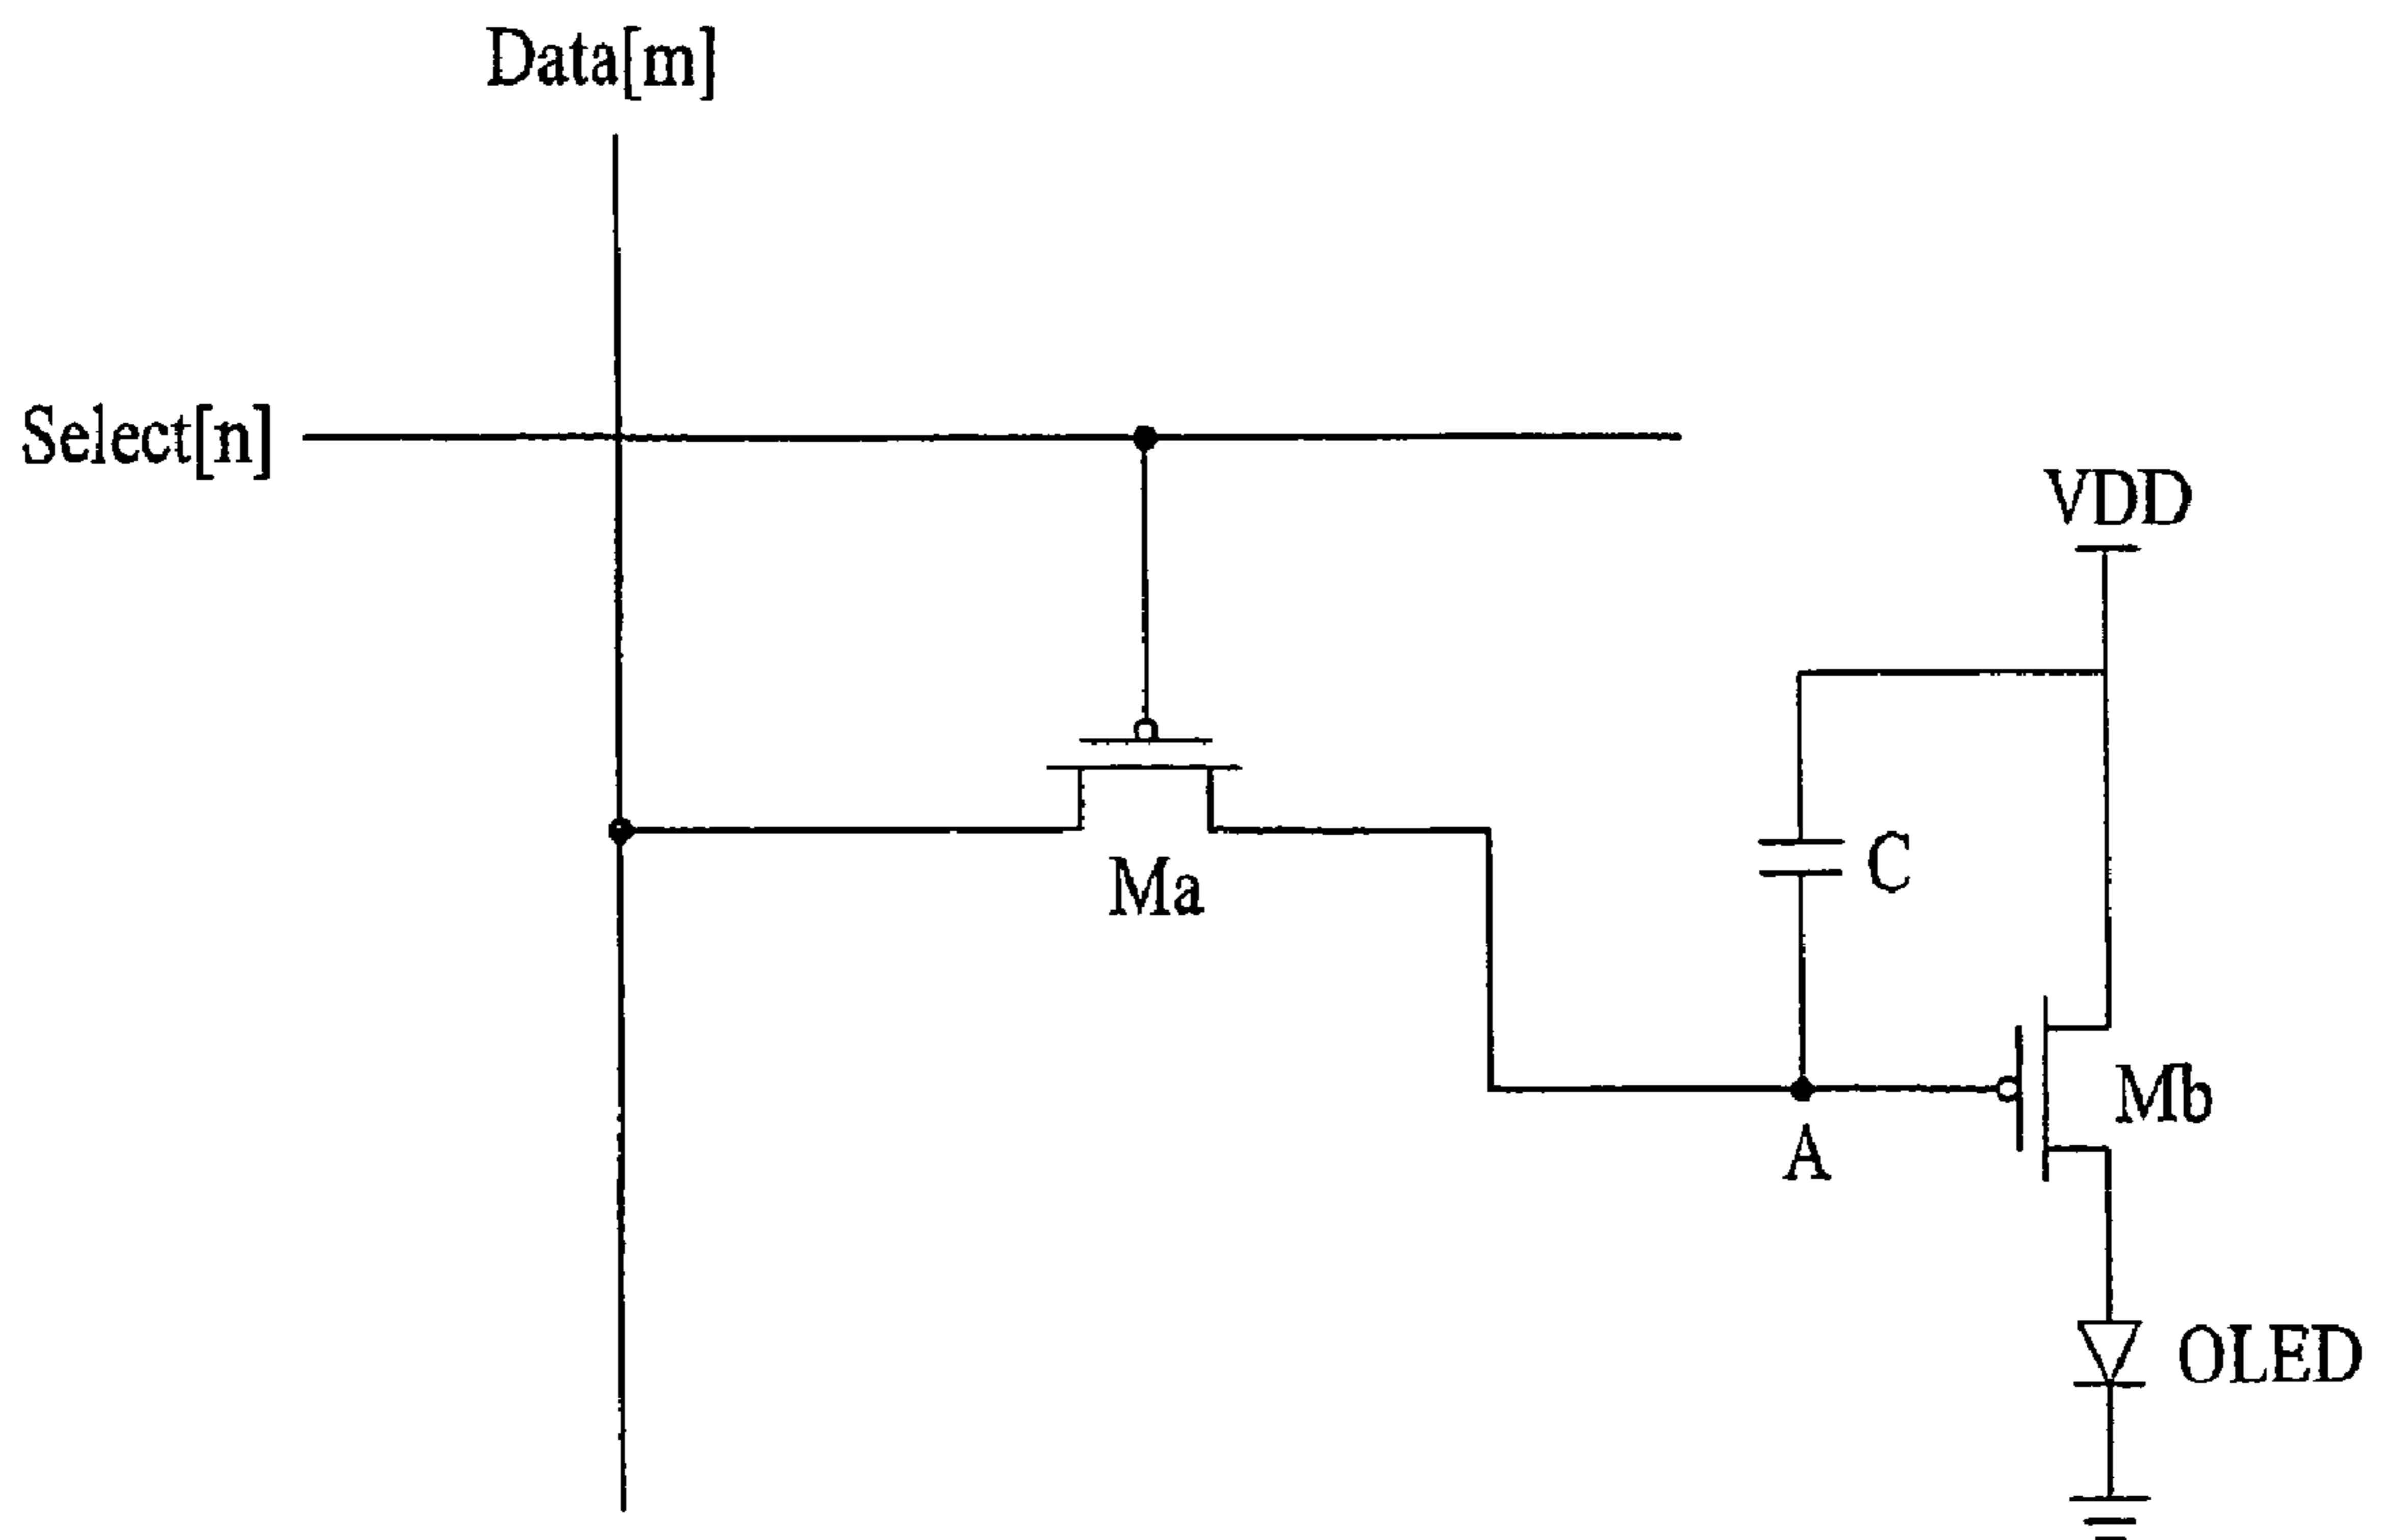 Data[m]
Select[n]
VDD
C
Ma
Mb
A
OLED